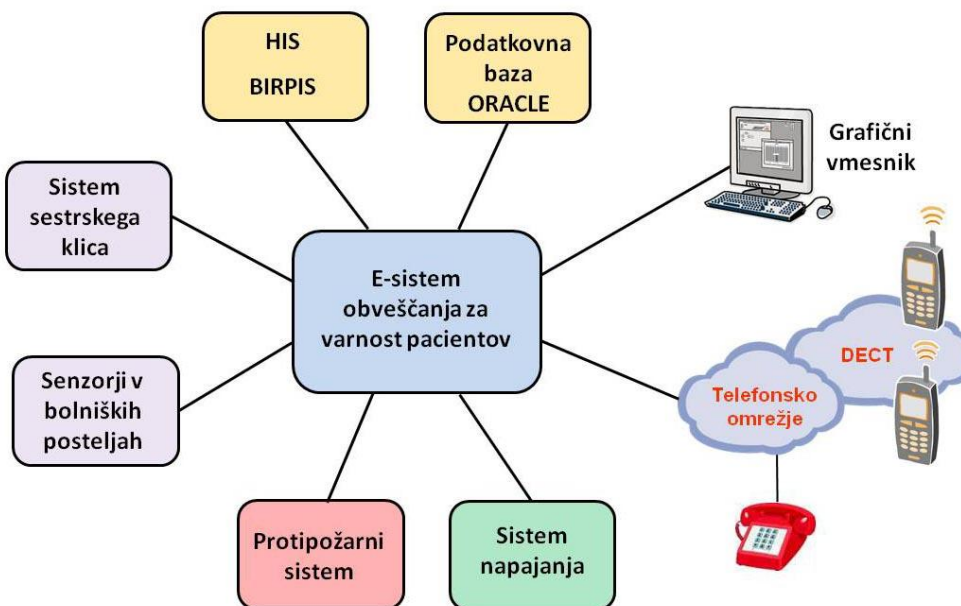 HIS
BIRPIS
Podatkovna
baza
ORACLE
Grafični
vmesnik
Sistem
sestrskega
klica
E-sistem
obveščanja za
varnost pacientov
DECT
Telefonsko
omrežje
Senzorji v
bolniških
posteljah
Protipožarni
sistem
Sistem
napajanja